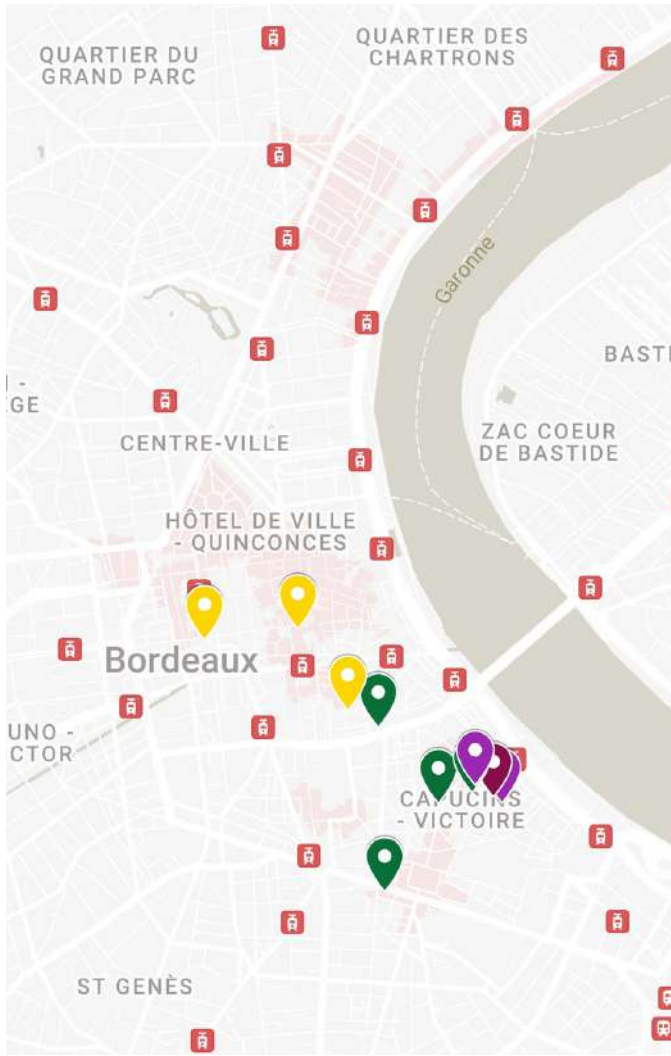 QUARTIER DU
GRAND PARC
QUARTIER DES
CHARTRONS
Garonne
BASTI
- 
EGE
ZAC COEUR
DE BASTIDE
CENTRE-VILLE
HÔTEL DE VILLE
- QUINCONCES
Bordeaux
UNO -
CTOR
CAPUCINS
- VICTOIRE
ST GENÈS